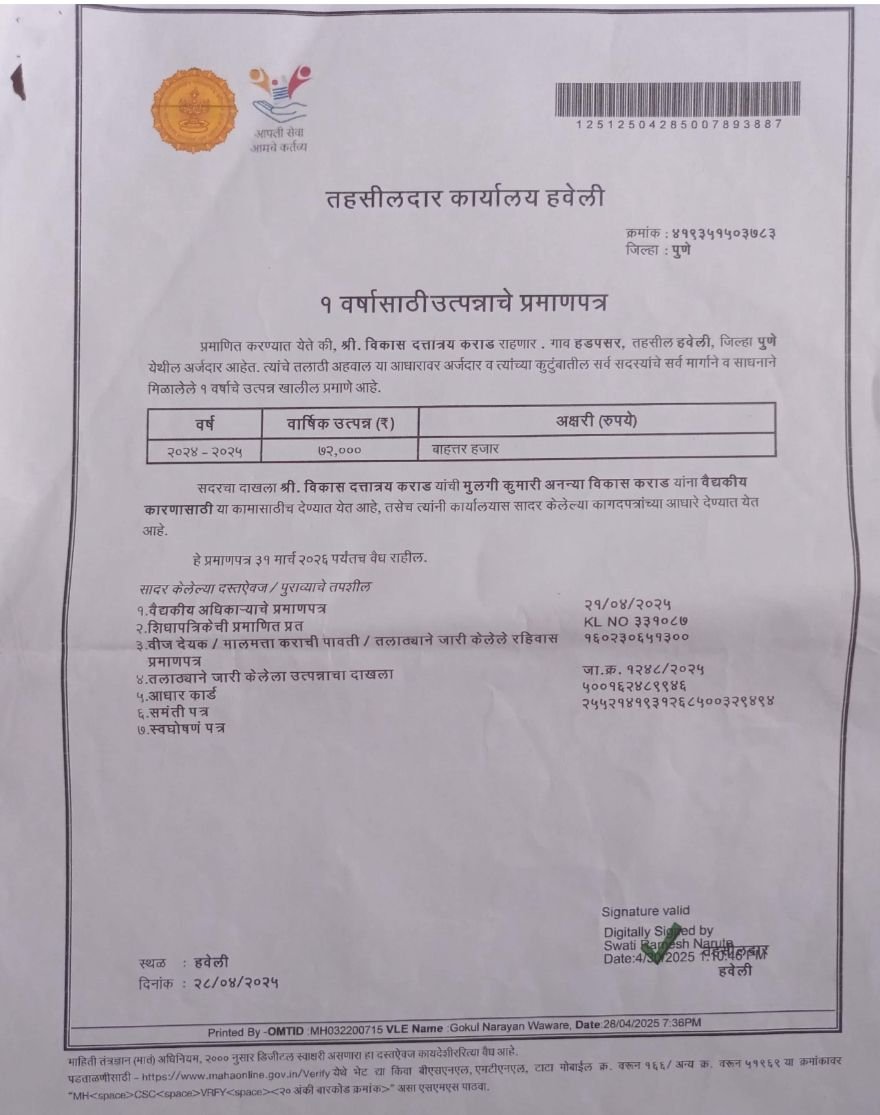 आपली सेवा
आमचे कर्तव्य
12512504285007893887
तहसीलदार कार्यालय हवेली
क्रमांक : ४१९३५१५०३७८३
जिल्हा : पुणे
१ वर्षासाठी उत्पन्नाचे प्रमाणपत्र
प्रमाणित करण्यात येते की, श्री. विकास दत्तात्रय कराड राहणार . गाव हडपसर, तहसील हवेली, जिल्हा पुणे
येथील अर्जदार आहेत. त्यांचे तलाठी अहवाल या आधारावर अर्जदार व त्यांच्या कुटुंबातील सर्व सदस्यांचे सर्व मार्गाने व साधनाने
मिळालेले १ वर्षाचे उत्पन्न खालील प्रमाणे आहे.
वर्ष वार्षिक उत्पन्न (₹) अक्षरी (रुपये)
२०२४ - २०२५ ७२,००० बाहत्तर हजार
सदरचा दाखला श्री. विकास दत्तात्रय कराड यांची मुलगी कुमारी अनन्या विकास कराड यांना वैद्यकीय
कारणासाठी या कामासाठीच देण्यात येत आहे, तसेच त्यांनी कार्यालयास सादर केलेल्या कागदपत्रांच्या आधारे देण्यात येत
आहे.
हे प्रमाणपत्र ३१ मार्च २०२६ पर्यंतच वैध राहील.
सादर केलेल्या दस्तऐवज / पुराव्याचे तपशील
१.वैद्यकीय अधिकाऱ्याचे प्रमाणपत्र २१/०४/२०२५
२.शिधापत्रिकेची प्रमाणित प्रत KL NO ३३१०८७
३.वीज देयक / मालमत्ता कराची पावती / तलाठ्याने जारी केलेले रहिवास १६०२३०६५१३००
प्रमाणपत्र
४.तलाठ्याने जारी केलेला उत्पन्नाचा दाखला जा.क्र. १२४८/२०२५
५.आधार कार्ड ५००१६२४८९९४६
६.समंती पत्र २५५२१४१९३१२६८५००३२९४९४
७.स्वघोषणं पत्र
Signature valid
Digitally Signed by
Swati Ramesh Narute
Date:4/30/2025 1:10:46 PM
तहसीलदार
हवेली
स्थळ : हवेली
दिनांक : २८/०४/२०२५
Printed By -OMTID :MH032200715 VLE Name :Gokul Narayan Waware, Date:28/04/2025 7:36PM
माहिती तंत्रज्ञान (मातं) अधिनियम, २००० नुसार डिजीटल स्वाक्षरी असणारा हा दस्तऐवज कायदेशीररित्या वैध आहे.
पडताळणीसाठी - https://www.mahaonline.gov.in/Verify येथे भेट द्या किंवा बीएसएनएल, एमटीएनएल, टाटा मोबाईल क्र. वरून १६६/ अन्य क्र. वरून ५१९६९ या क्रमांकावर
"MH<space>CSC<space>VRFY<space><२० अंकी बारकोड क्रमांक>" असा एसएमएस पाठवा.